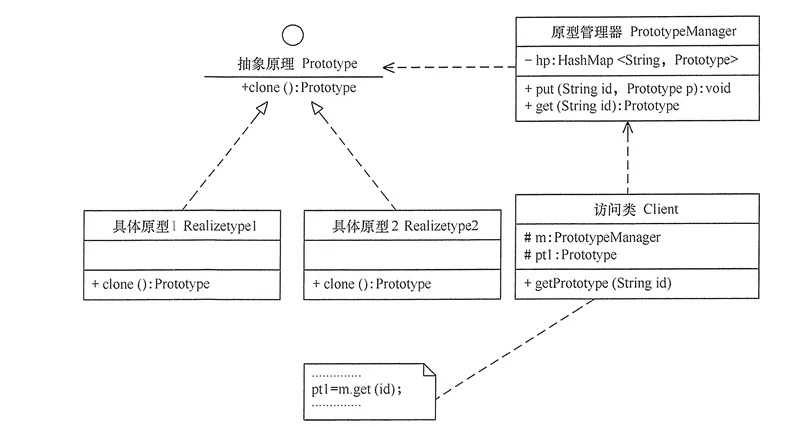 抽象原理 Prototype
+clone ():Prototype
原型管理器 PrototypeManager
- hp:HashMap <String, Prototype>
+ put (String id, Prototype p):void
+ get (String id):Prototype
具体原型1 Realizetype1
+ clone ():Prototype
具体原型2 Realizetype2
+ clone ():Prototype
访问类 Client
# m:PrototypeManager
# pt1:Prototype
+ getPrototype (String id)
..............
pt1=m.get (id);
..............